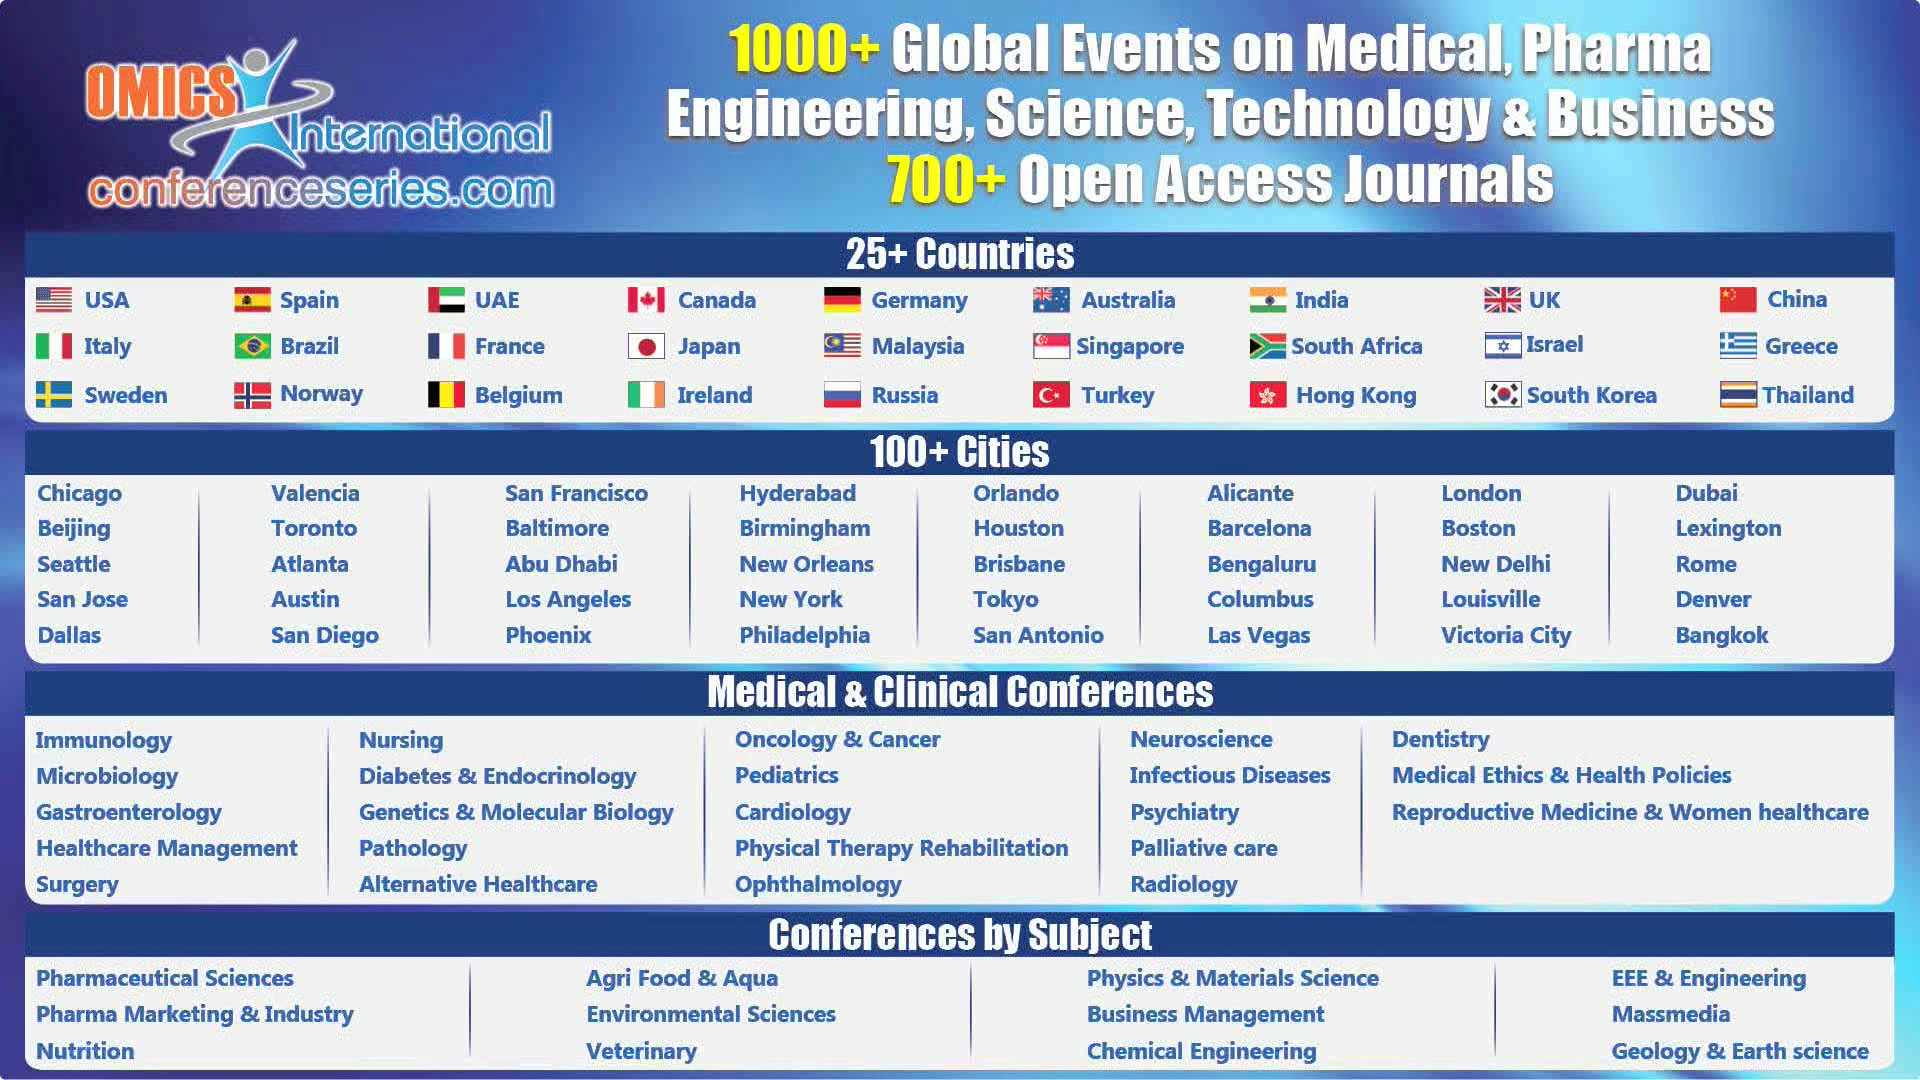 OMICS
International
conferenceseries.com
1000+ Global Events on Medical, Pharma
Engineering, Science, Technology & Business
700+ Open Access Journals
25+ Countries
USA Spain UAE Canada Germany Australia India UK China
Italy Brazil France Japan Malaysia Singapore South Africa Israel Greece
Sweden Norway Belgium Ireland Russia Turkey Hong Kong South Korea Thailand
100+ Cities
Chicago Valencia San Francisco Hyderabad Orlando Alicante London Dubai
Beijing Toronto Baltimore Birmingham Houston Barcelona Boston Lexington
Seattle Atlanta Abu Dhabi New Orleans Brisbane Bengaluru New Delhi Rome
San Jose Austin Los Angeles New York Tokyo Columbus Louisville Denver
Dallas San Diego Phoenix Philadelphia San Antonio Las Vegas Victoria City Bangkok
Medical & Clinical Conferences
Immunology Nursing Oncology & Cancer Neuroscience Dentistry
Microbiology Diabetes & Endocrinology Pediatrics Infectious Diseases Medical Ethics & Health Policies
Gastroenterology Genetics & Molecular Biology Cardiology Psychiatry Reproductive Medicine & Women healthcare
Healthcare Management Pathology Physical Therapy Rehabilitation Palliative care
Surgery Alternative Healthcare Ophthalmology Radiology
Conferences by Subject
Pharmaceutical Sciences Agri Food & Aqua Physics & Materials Science EEE & Engineering
Pharma Marketing & Industry Environmental Sciences Business Management Massmedia
Nutrition Veterinary Chemical Engineering Geology & Earth science